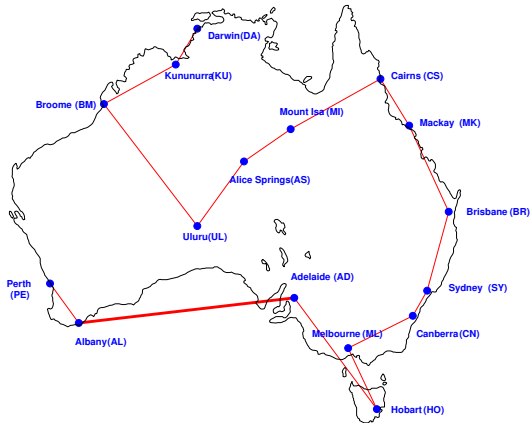 Darwin(DA)
Kununurra(KU)
Cairns (CS)
Broome (BM)
Mount Isa (MI)
Mackay (MK)
Alice Springs(AS)
Brisbane (BR)
Uluru(UL)
Adelaide (AD)
Perth
(PE)
Sydney (SY)
Melbourne(ML)
Canberra(CN)
Albany(AL)
Hobart(HO)